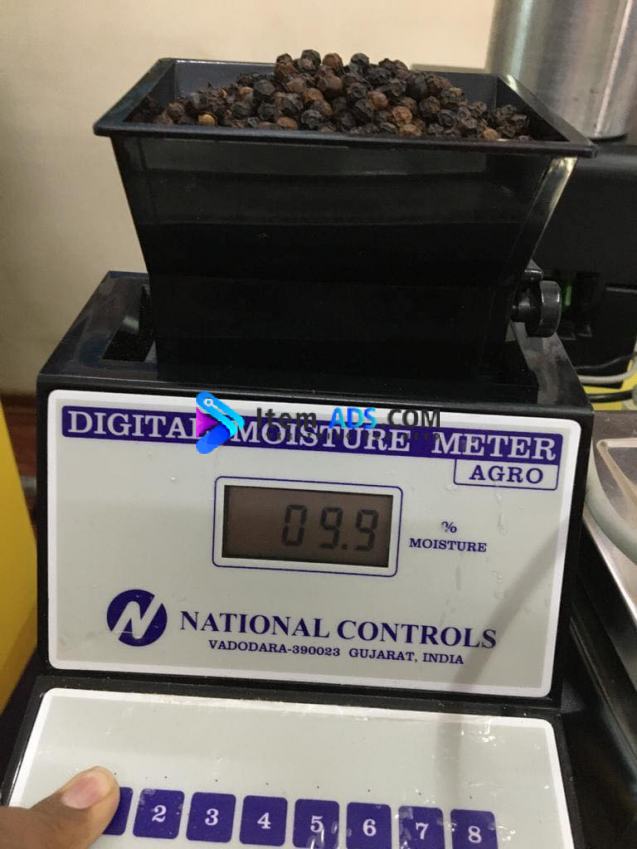 Item ADS.COM
DIGITAL MOISTURE METER
AGRO
09.9
%
MOISTURE
N NATIONAL CONTROLS
VADODARA-390023 GUJARAT, INDIA
2 3 4 5 6 7 8